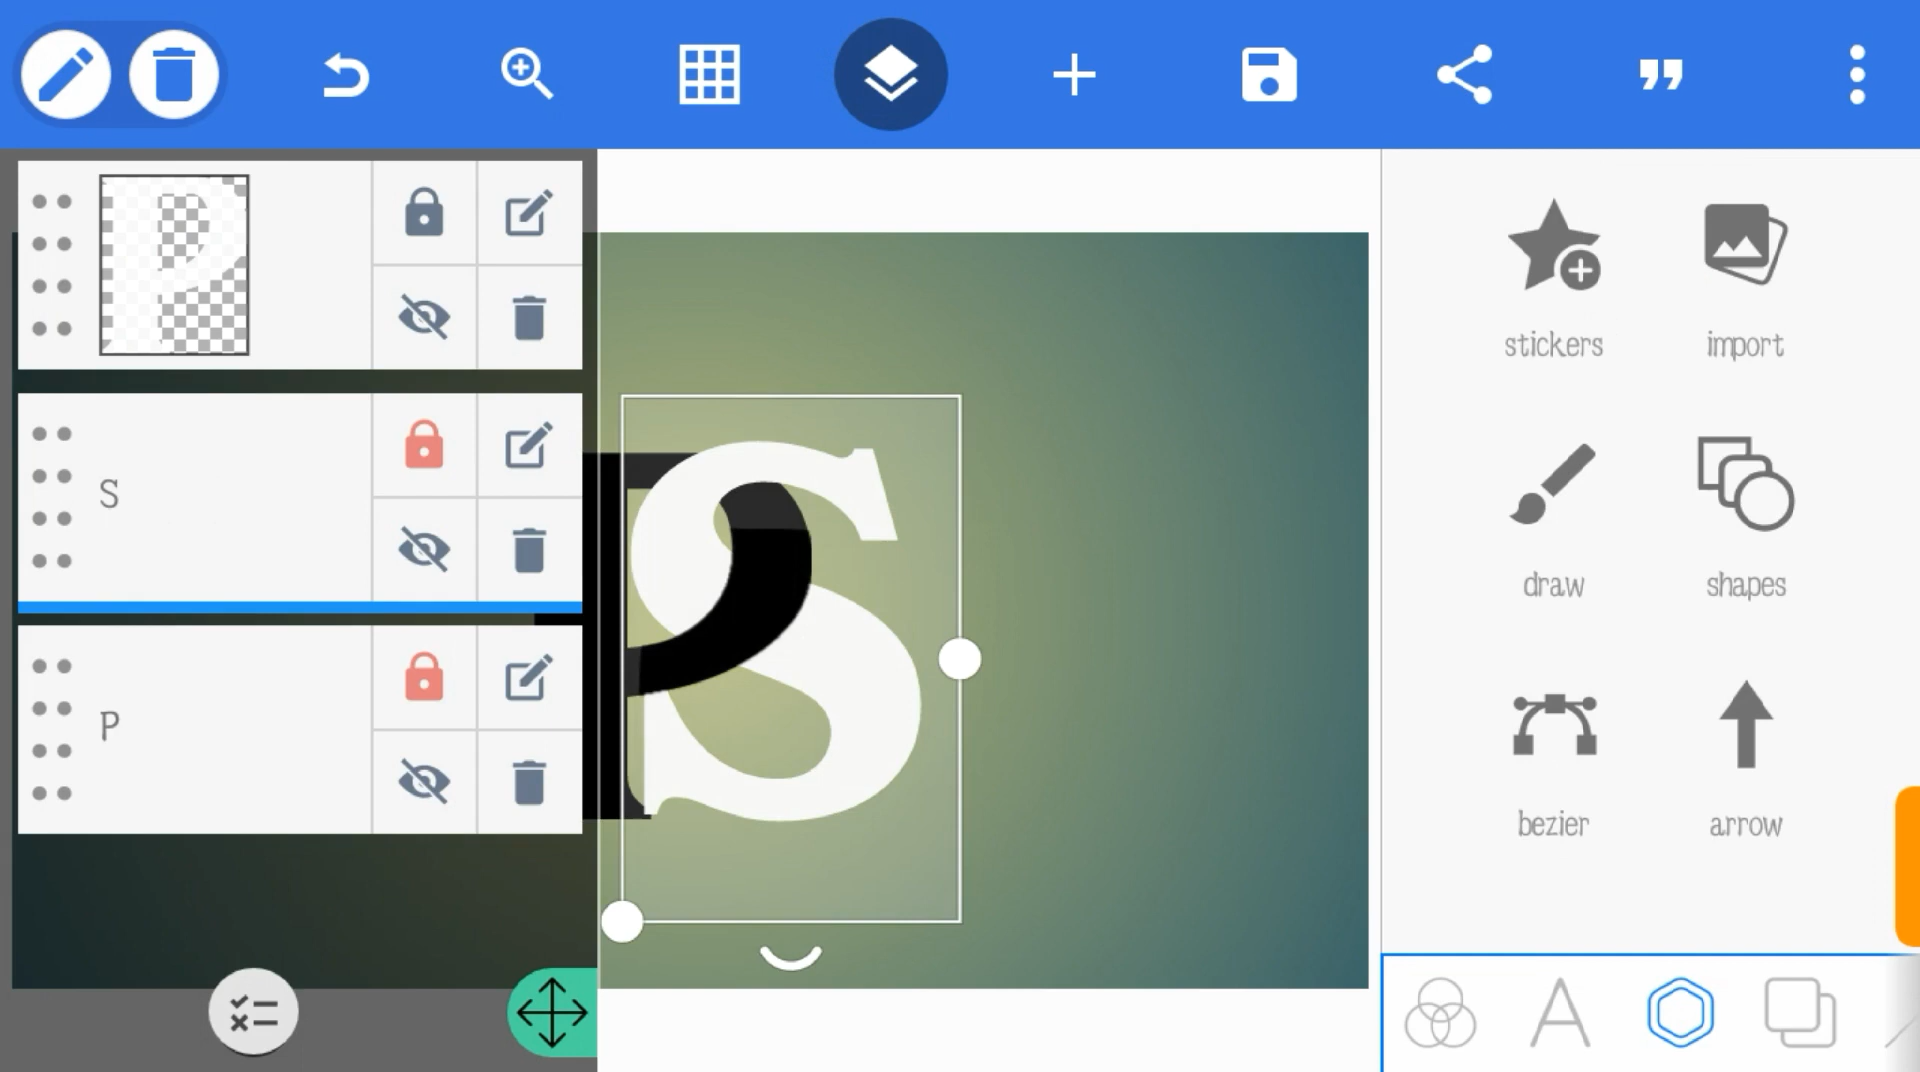 P
S
P
S
stickers
import
draw
shapes
bezier
arrow